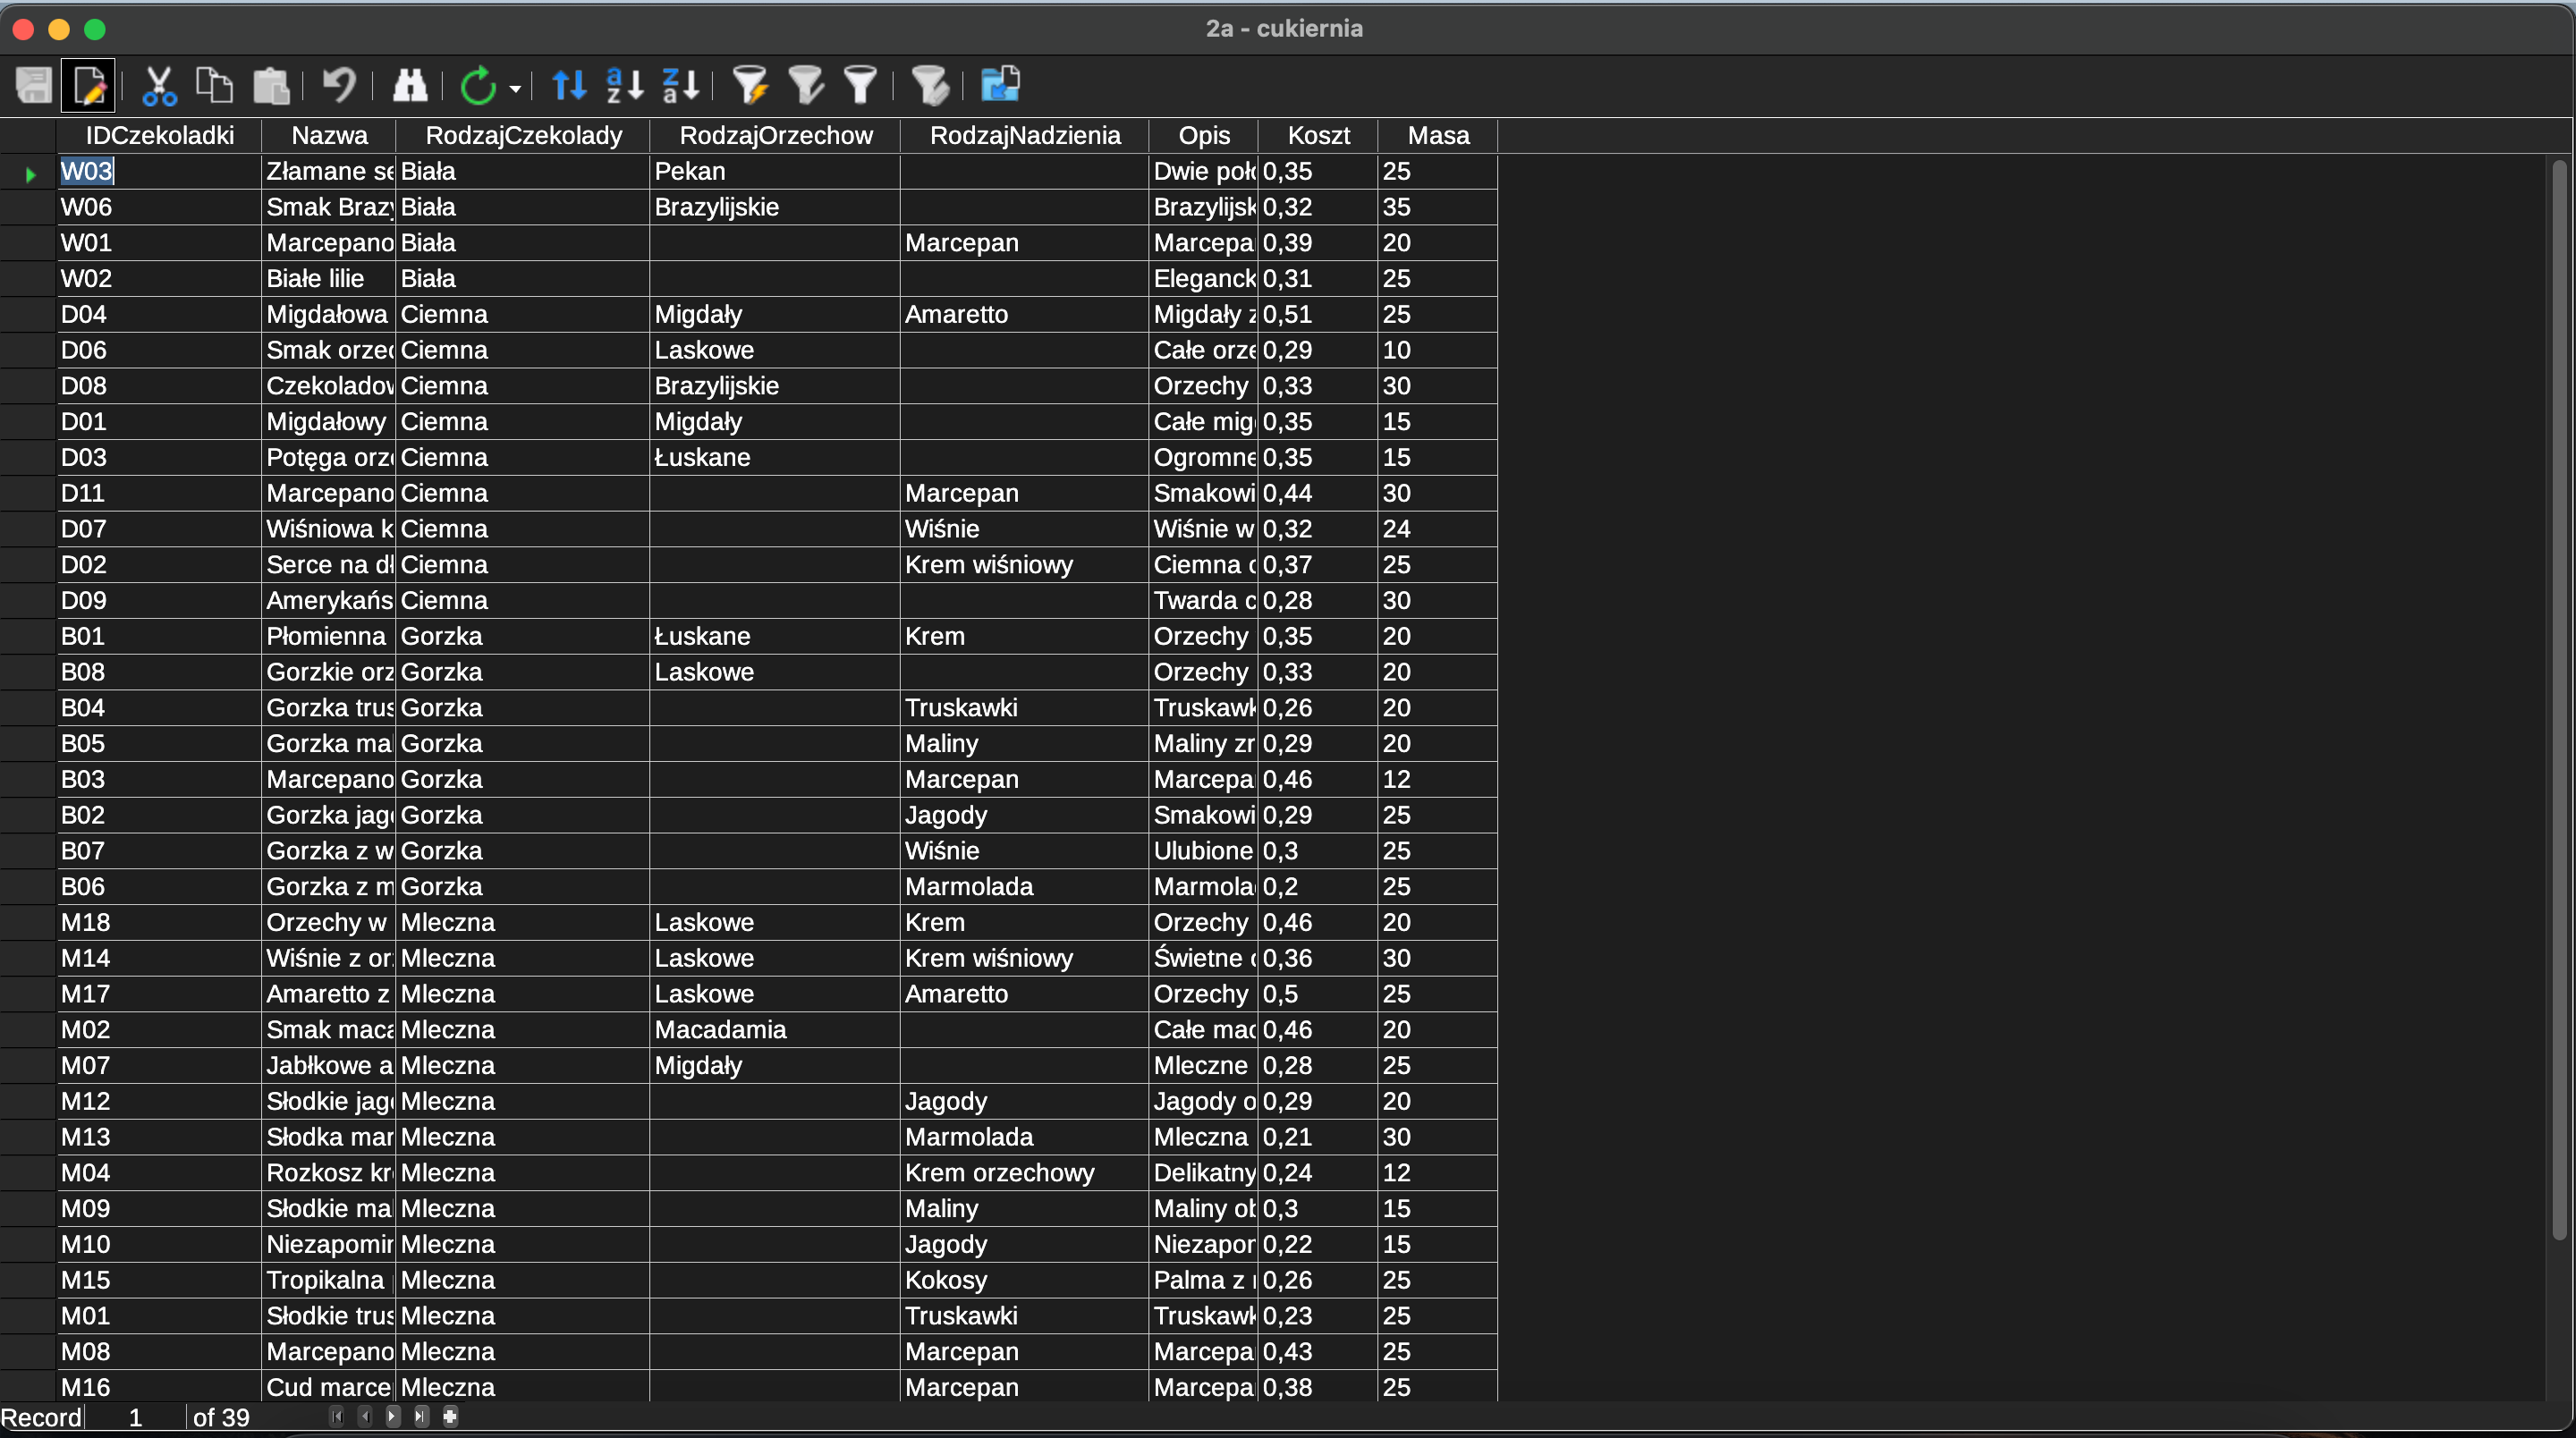 2a - cukiernia
IDCzekoladki Nazwa RodzajCzekolady RodzajOrzechow RodzajNadzienia Opis Koszt Masa
W03 Złamane se Biała Pekan Dwie poło 0,35 25
W06 Smak Brazy Biała Brazylijskie Brazylijsk 0,32 35
W01 Marcepano Biała Marcepan Marcepa 0,39 20
W02 Białe lilie Biała Eleganck 0,31 25
D04 Migdałowa Ciemna Migdały Amaretto Migdały z 0,51 25
D06 Smak orzec Ciemna Laskowe Całe orze 0,29 10
D08 Czekoladow Ciemna Brazylijskie Orzechy 0,33 30
D01 Migdałowy Ciemna Migdały Całe mig 0,35 15
D03 Potęga orze Ciemna Łuskane Ogromne 0,35 15
D11 Marcepano Ciemna Marcepan Smakowi 0,44 30
D07 Wiśniowa k Ciemna Wiśnie Wiśnie w 0,32 24
D02 Serce na dł Ciemna Krem wiśniowy Ciemna c 0,37 25
D09 Amerykańs Ciemna Twarda c 0,28 30
B01 Płomienna Gorzka Łuskane Krem Orzechy 0,35 20
B08 Gorzkie orz Gorzka Laskowe Orzechy 0,33 20
B04 Gorzka trus Gorzka Truskawki Truskawk 0,26 20
B05 Gorzka ma Gorzka Maliny Maliny zr 0,29 20
B03 Marcepano Gorzka Marcepan Marcepa 0,46 12
B02 Gorzka jag Gorzka Jagody Smakowi 0,29 25
B07 Gorzka z w Gorzka Wiśnie Ulubione 0,3 25
B06 Gorzka z m Gorzka Marmolada Marmola 0,2 25
M18 Orzechy w Mleczna Laskowe Krem Orzechy 0,46 20
M14 Wiśnie z or Mleczna Laskowe Krem wiśniowy Świetne 0,36 30
M17 Amaretto z Mleczna Laskowe Amaretto Orzechy 0,5 25
M02 Smak maca Mleczna Macadamia Całe mac 0,46 20
M07 Jabłkowe a Mleczna Migdały Mleczne 0,28 25
M12 Słodkie jag Mleczna Jagody Jagody o 0,29 20
M13 Słodka mar Mleczna Marmolada Mleczna 0,21 30
M04 Rozkosz kr Mleczna Krem orzechowy Delikatny 0,24 12
M09 Słodkie ma Mleczna Maliny Maliny ob 0,3 15
M10 Niezapomin Mleczna Jagody Niezapom 0,22 15
M15 Tropikalna Mleczna Kokosy Palma z 0,26 25
M01 Słodkie trus Mleczna Truskawki Truskawk 0,23 25
M08 Marcepano Mleczna Marcepan Marcepa 0,43 25
M16 Cud marce Mleczna Marcepan Marcepa 0,38 25
Record 1 of 39